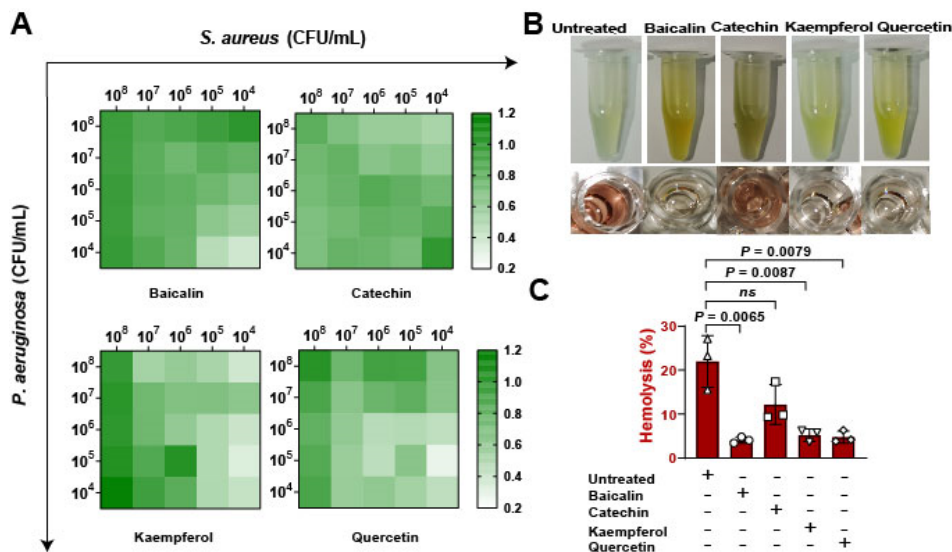 A
S. aureus (CFU/mL)
P. aeruginosa (CFU/mL)
10⁸ 10⁷ 10⁶ 10⁵ 10⁴
10⁸
10⁷
10⁶
10⁵
10⁴
Baicalin
10⁸ 10⁷ 10⁶ 10⁵ 10⁴
10⁸
10⁷
10⁶
10⁵
10⁴
Catechin
1.2
1.0
0.8
0.6
0.4
0.2
10⁸ 10⁷ 10⁶ 10⁵ 10⁴
10⁸
10⁷
10⁶
10⁵
10⁴
Kaempferol
10⁸ 10⁷ 10⁶ 10⁵ 10⁴
10⁸
10⁷
10⁶
10⁵
10⁴
Quercetin
1.2
1.0
0.8
0.6
0.4
0.2
B
Untreated Baicalin Catechin Kaempferol Quercetin
C
P = 0.0079
P = 0.0087
ns
P = 0.0065
Hemolysis (%)
30
20
10
0
Untreated + – – – –
Baicalin – + – – –
Catechin – – + – –
Kaempferol – – – + –
Quercetin – – – – +